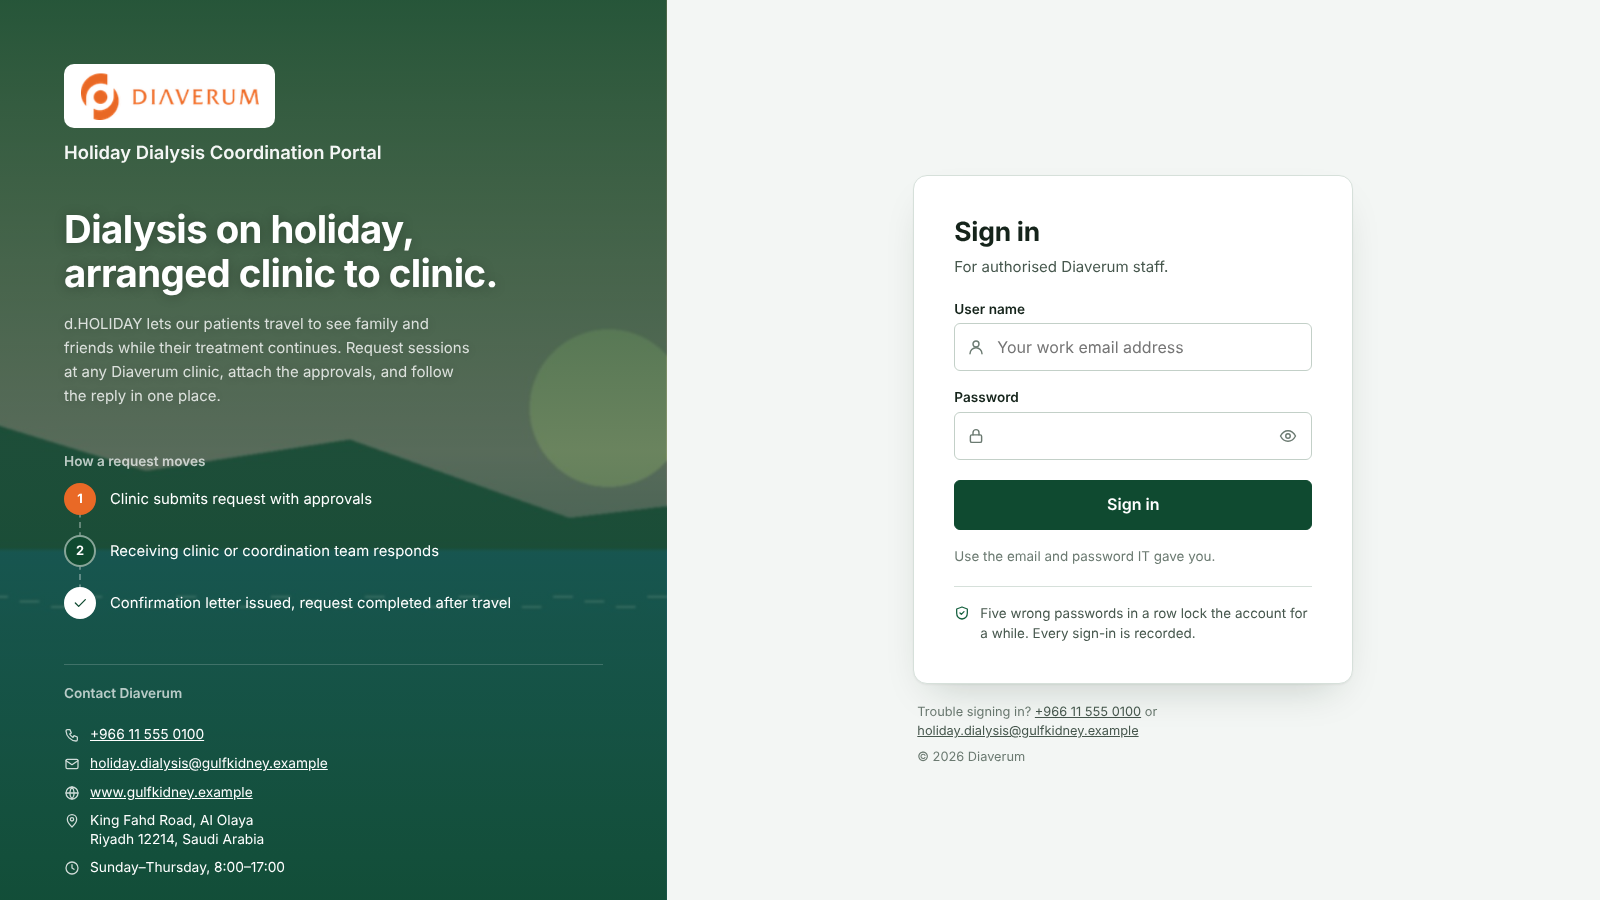 DIAVERUM
Holiday Dialysis Coordination Portal
Dialysis on holiday,
arranged clinic to clinic.
d.HOLIDAY lets our patients travel to see family and
friends while their treatment continues. Request sessions
at any Diaverum clinic, attach the approvals, and follow
the reply in one place.
How a request moves
1 Clinic submits request with approvals
2 Receiving clinic or coordination team responds
Confirmation letter issued, request completed after travel
Contact Diaverum
+966 11 555 0100
holiday.dialysis@gulfkidney.example
www.gulfkidney.example
King Fahd Road, Al Olaya
Riyadh 12214, Saudi Arabia
Sunday–Thursday, 8:00–17:00
Sign in
For authorised Diaverum staff.
User name
Your work email address
Password
Sign in
Use the email and password IT gave you.
Five wrong passwords in a row lock the account for
a while. Every sign-in is recorded.
Trouble signing in? +966 11 555 0100 or
holiday.dialysis@gulfkidney.example
© 2026 Diaverum